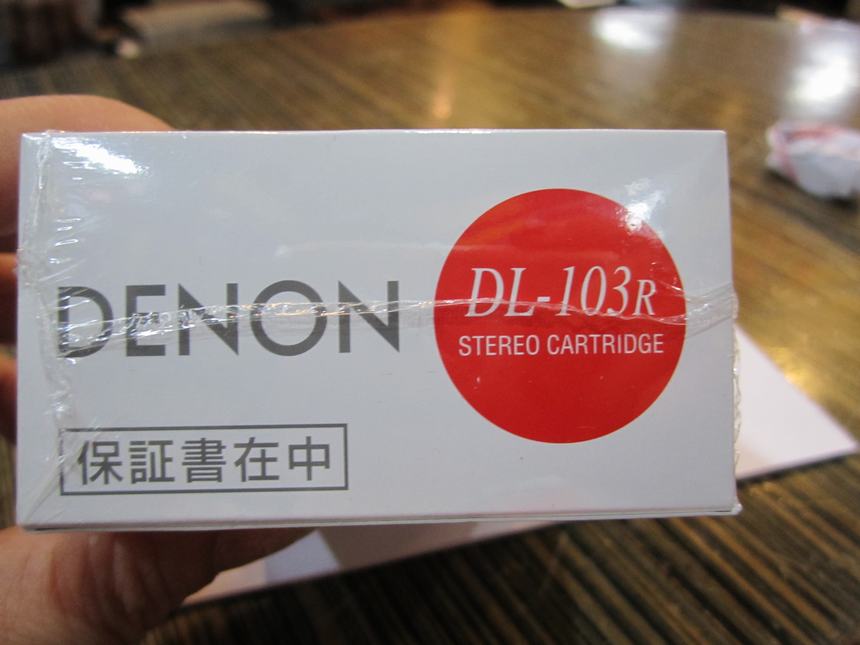 DENON
DL-103R
STEREO CARTRIDGE
保証書在中